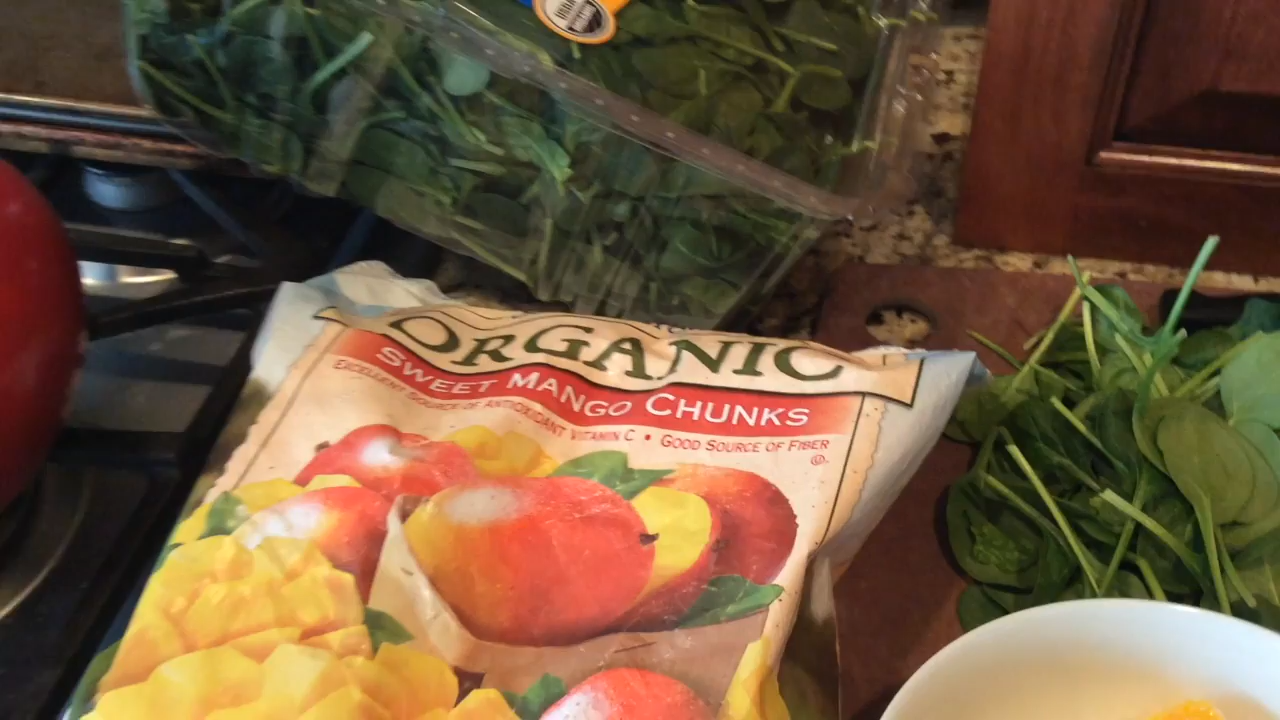 ORGANIC
SWEET MANGO CHUNKS
EXCELLENT SOURCE OF ANTIOXIDANT VITAMIN C • GOOD SOURCE OF FIBER